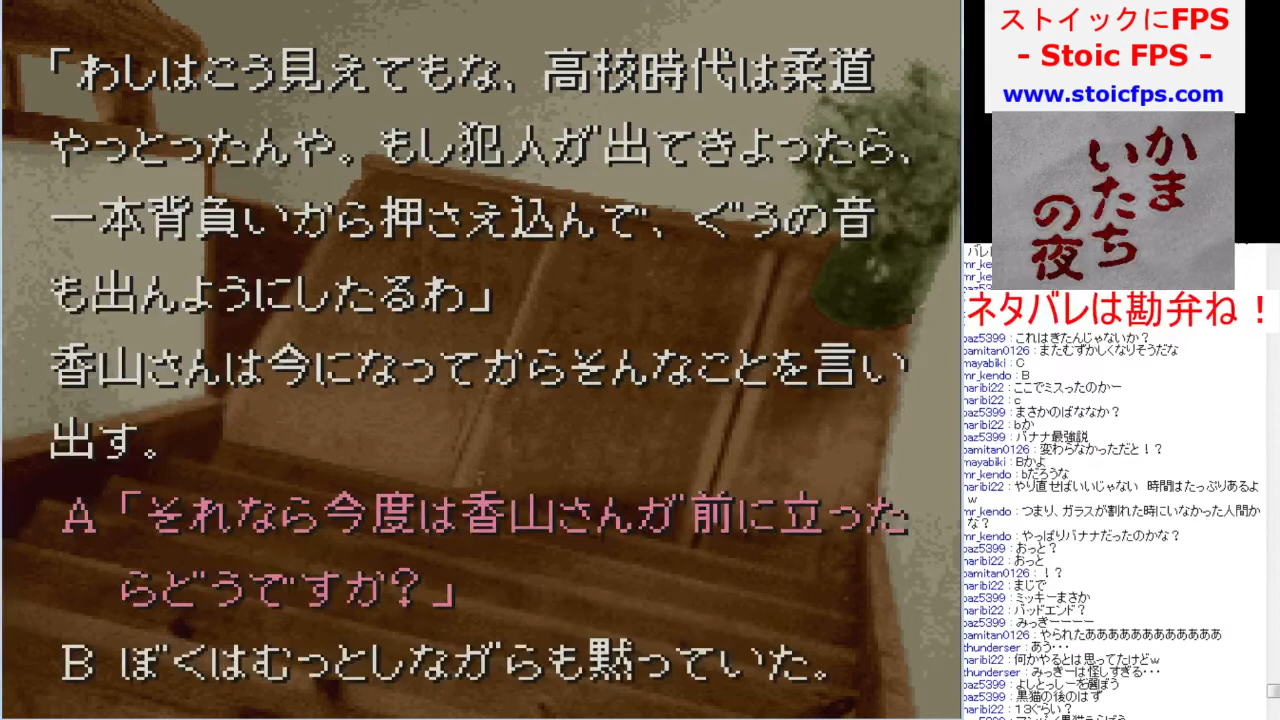 「わしはこう見えてもな、高校時代は柔道
やっとったんや。もし犯人が出てきよったら、
一本背負いから押さえ込んで、ぐうの音
も出んようにしたるわ」
香山さんは今になってからそんなことを言い
出す。
A「それなら今度は香山さんが前に立った
らどうですか?」
B ぼくはむっとしながらも黙っていた。
ストイックにFPS
- Stoic FPS -
www.stoicfps.com
かま
いたち
の夜
ネタバレは勘弁ね!
paz5399 : これはきたんじゃないか?
pamitan0126 : またむずかしくなりそうだな
mayabiki : C
mr_kendo : B
haribi22 : ここでミスったのかー
haribi22 : c
paz5399 : まさかのばななか?
haribi22 : bか
paz5399 : バナナ最強説
pamitan0126 : 変わらなかっただと!?
mayabiki : Bかよ
mr_kendo : bだろうな
haribi22 : やり直せばいいじゃない 時間はたっぷりあるよ
w
mr_kendo : つまり、ガラスが割れた時にいなかった人間か
な?
mr_kendo : やっぱりバナナだったのかな?
paz5399 : おっと?
haribi22 : おっと
pamitan0126 : !?
haribi22 : まじで
paz5399 : ミッキーまさか
haribi22 : バッドエンド?
paz5399 : みっきーーーー
pamitan0126 : やられたああああああああああああ
thunderser : あう・・・
haribi22 : 何かやるとは思ってたけどw
thunderser : みっきーは怪しすぎる・・・
paz5399 : よしとっしーを選ぼう
paz5399 : 黒猫の後のはず
haribi22 : 13ぐらい?